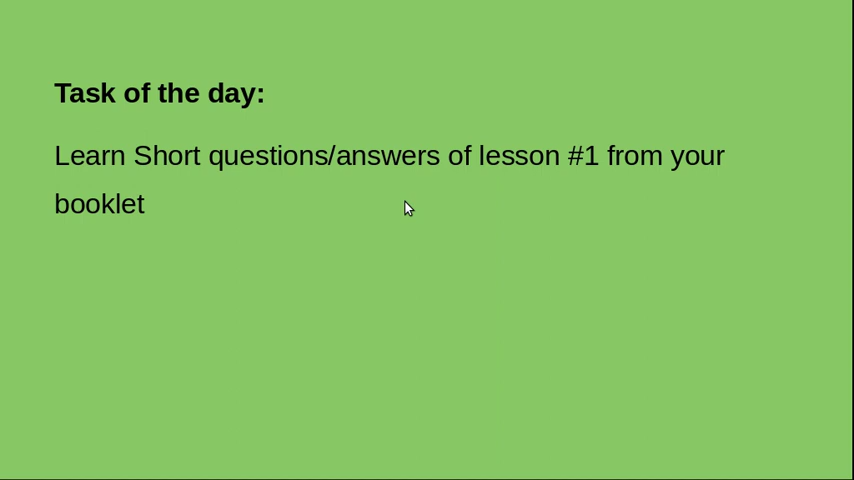 Task of the day:
Learn Short questions/answers of lesson #1 from your
booklet